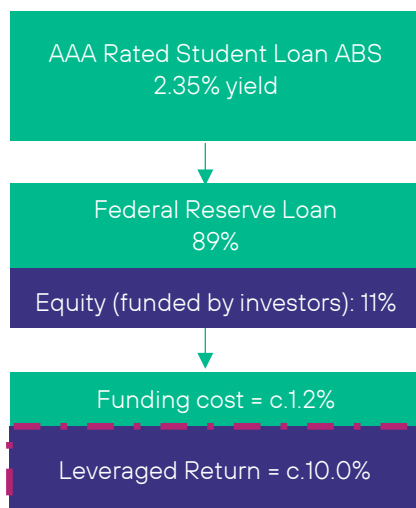 AAA Rated Student Loan ABS
2.35% yield
Federal Reserve Loan
89%
Equity (funded by investors): 11%
Funding cost = c.1.2%
Leveraged Return = c.10.0%